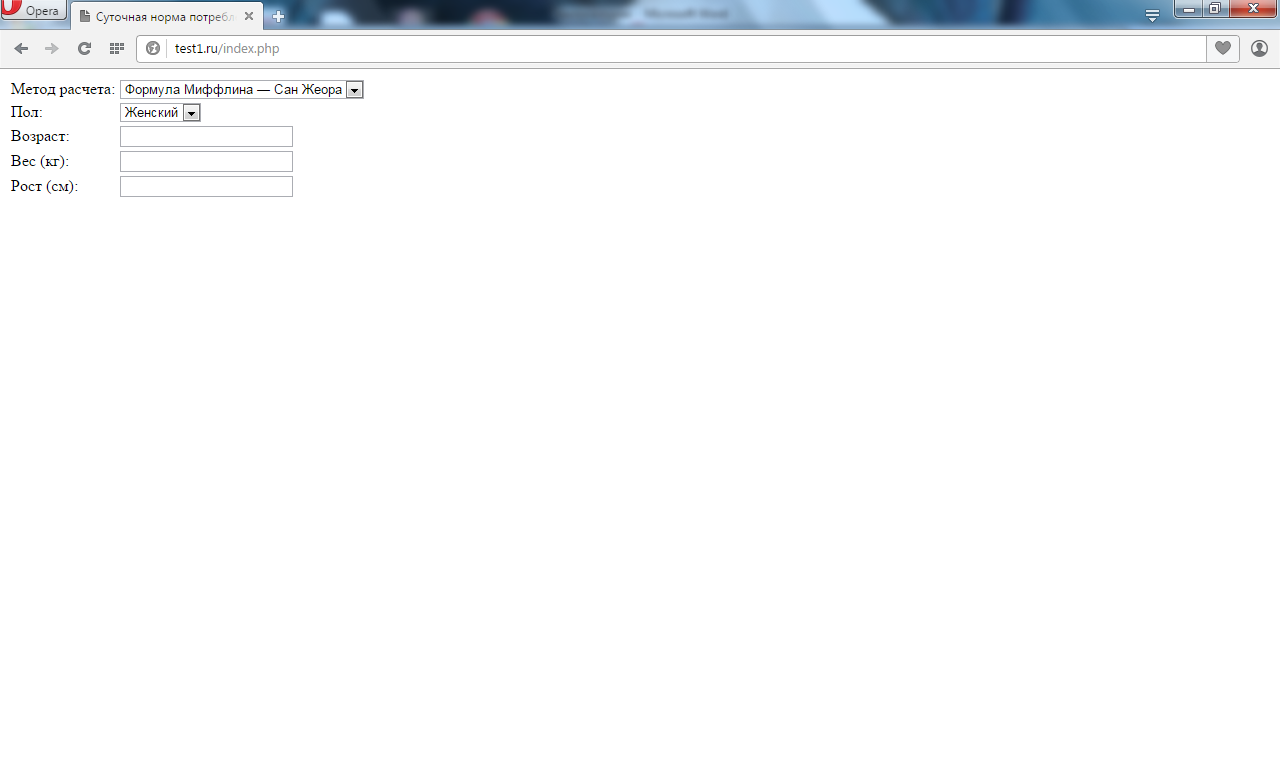 Opera
Суточная норма потребл
test1.ru/index.php
Метод расчета: Формула Миффлина — Сан Жеора
Пол: Женский
Возраст:
Вес (кг):
Рост (см):